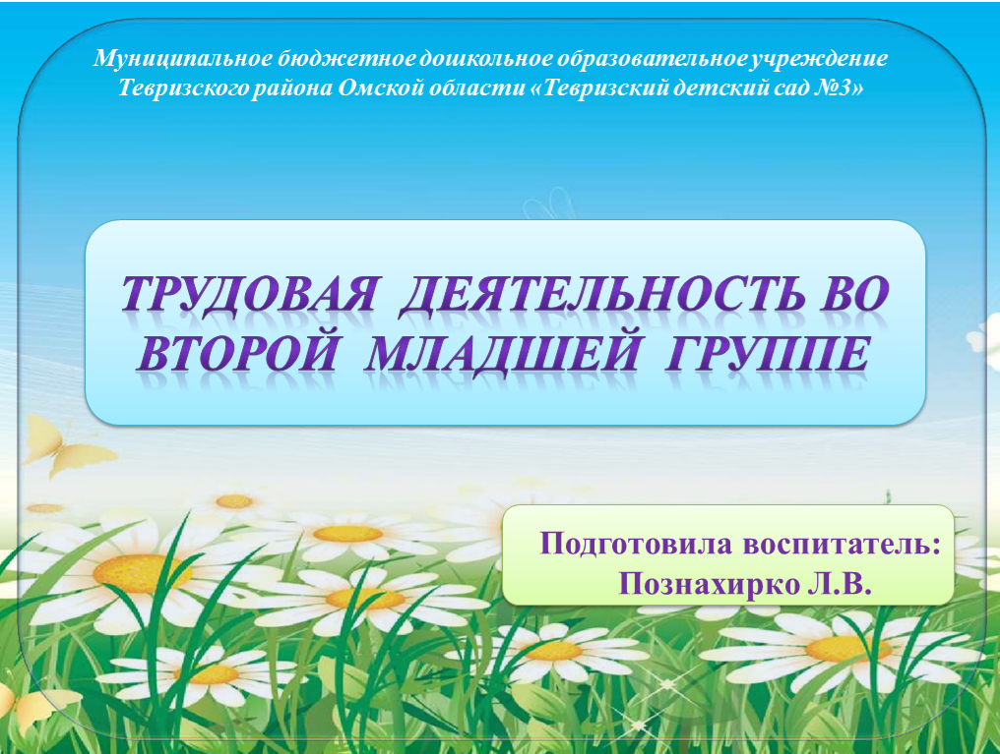 Муниципальное бюджетное дошкольное образовательное учреждение
Тевризского района Омской области «Тевризский детский сад №3»
ТРУДОВАЯ ДЕЯТЕЛЬНОСТЬ ВО
ВТОРОЙ МЛАДШЕЙ ГРУППЕ
Подготовила воспитатель:
Познахирко Л.В.